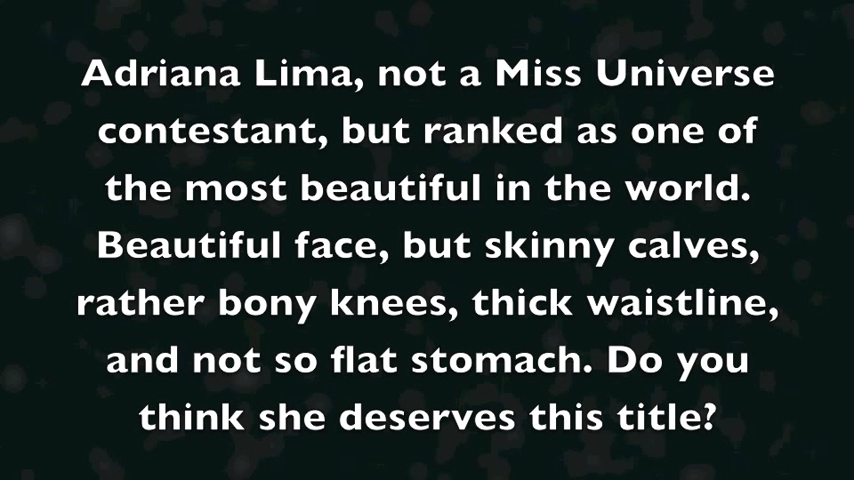 Adriana Lima, not a Miss Universe
contestant, but ranked as one of
the most beautiful in the world.
Beautiful face, but skinny calves,
rather bony knees, thick waistline,
and not so flat stomach. Do you
think she deserves this title?